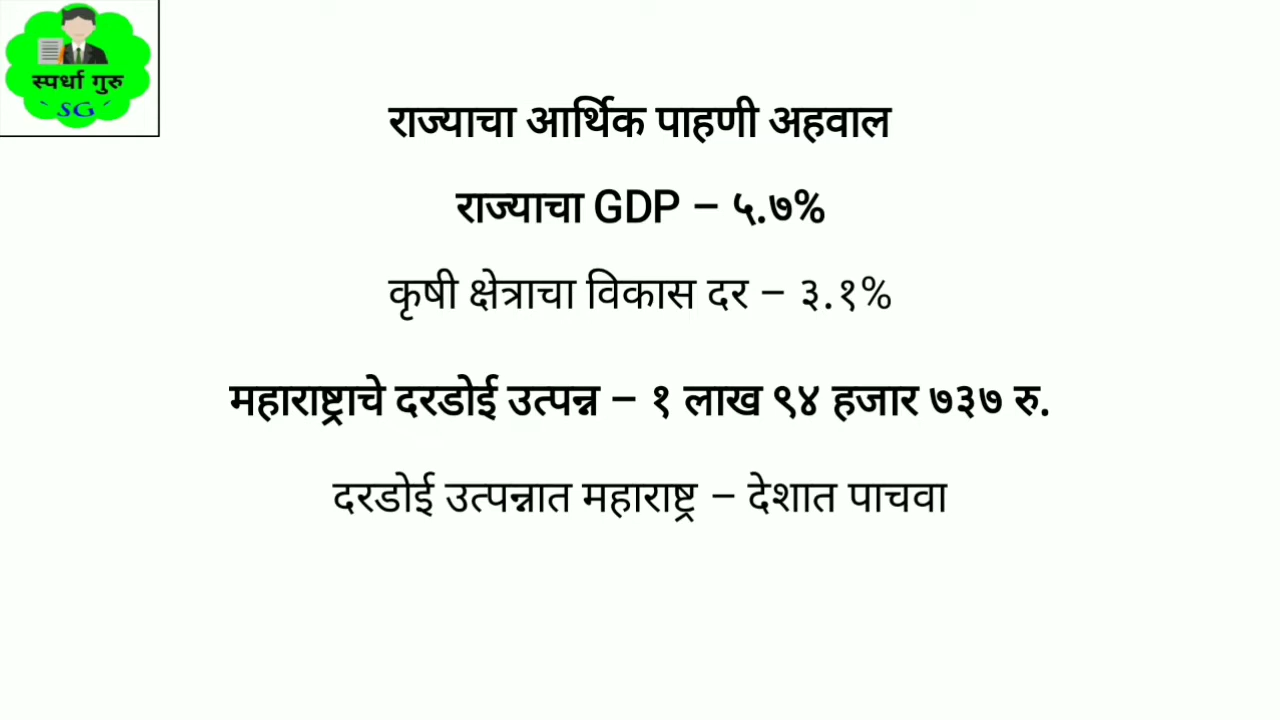 स्पर्धा गुरु
SG
राज्याचा आर्थिक पाहणी अहवाल
राज्याचा GDP – ५.७%
कृषी क्षेत्राचा विकास दर – ३.१%
महाराष्ट्राचे दरडोई उत्पन्न – १ लाख ९४ हजार ७३७ रु.
दरडोई उत्पन्नात महाराष्ट्र – देशात पाचवा